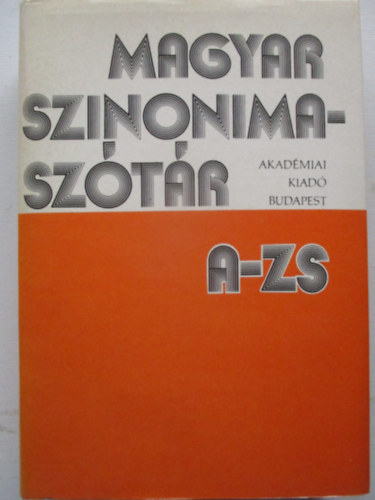 MAGYAR
SZINONIMA-
SZÓTÁR
AKADÉMIAI
KIADÓ
BUDAPEST
A-ZS